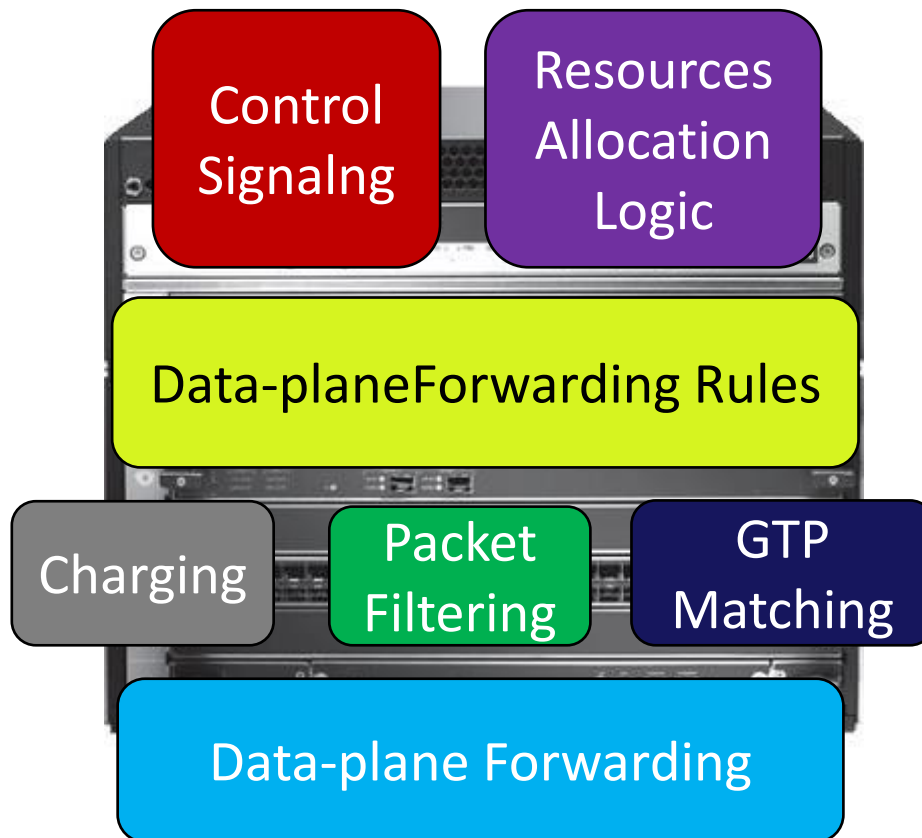 Control
Signalng
Resources
Allocation
Logic
Data-planeForwarding Rules
Charging
Packet
Filtering
GTP
Matching
Data-plane Forwarding